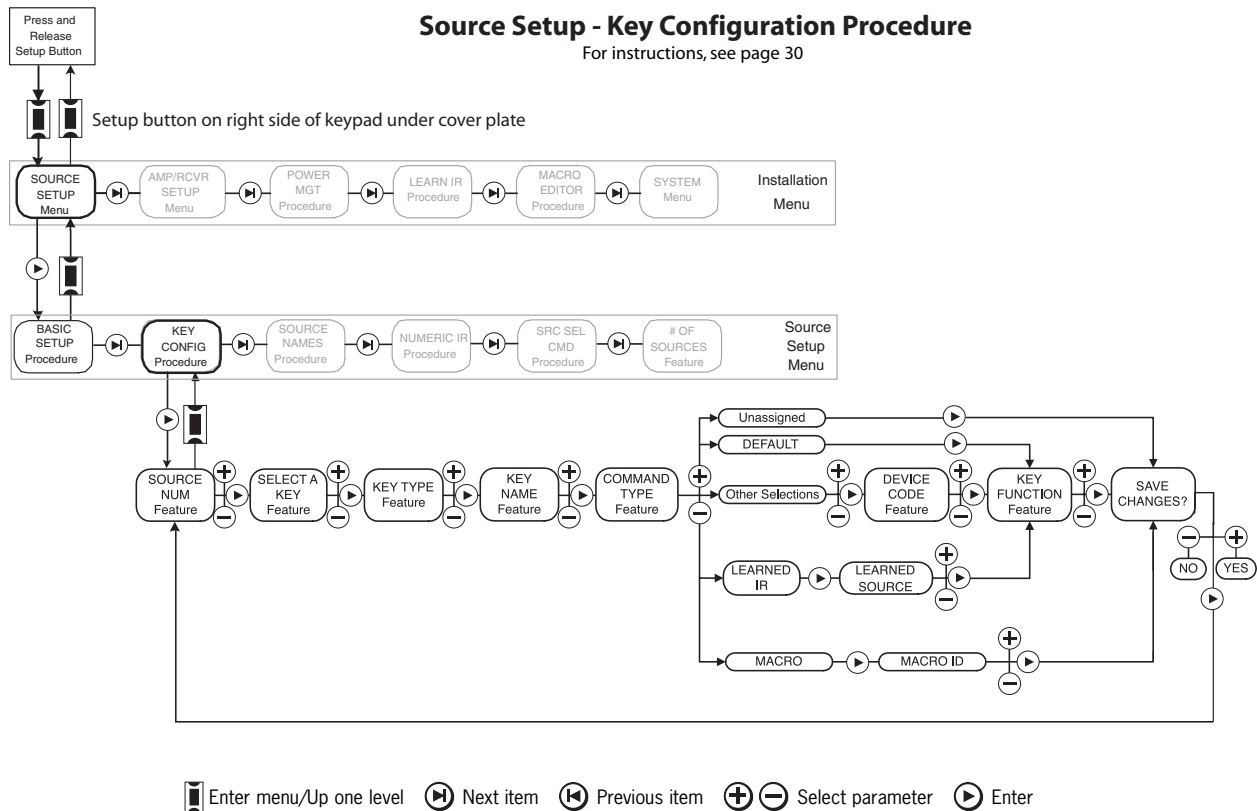 Press and
Release
Setup Button
Source Setup - Key Configuration Procedure
For instructions, see page 30
Setup button on right side of keypad under cover plate
SOURCE
SETUP
Menu
AMP/RCVR
SETUP
Menu
POWER
MGT
Procedure
LEARN IR
Procedure
MACRO
EDITOR
Procedure
SYSTEM
Menu
Installation
Menu
BASIC
SETUP
Procedure
KEY
CONFIG
Procedure
SOURCE
NAMES
Procedure
NUMERIC IR
Procedure
SRC SEL
CMD
Procedure
# OF
SOURCES
Feature
Source
Setup
Menu
SOURCE
NUM
Feature
SELECT A
KEY
Feature
KEY TYPE
Feature
KEY
NAME
Feature
COMMAND
TYPE
Feature
Unassigned
DEFAULT
Other Selections
DEVICE
CODE
Feature
KEY
FUNCTION
Feature
SAVE
CHANGES?
NO
YES
LEARNED
IR
LEARNED
SOURCE
MACRO
MACRO ID
Enter menu/Up one level
Next item
Previous item
Select parameter
Enter